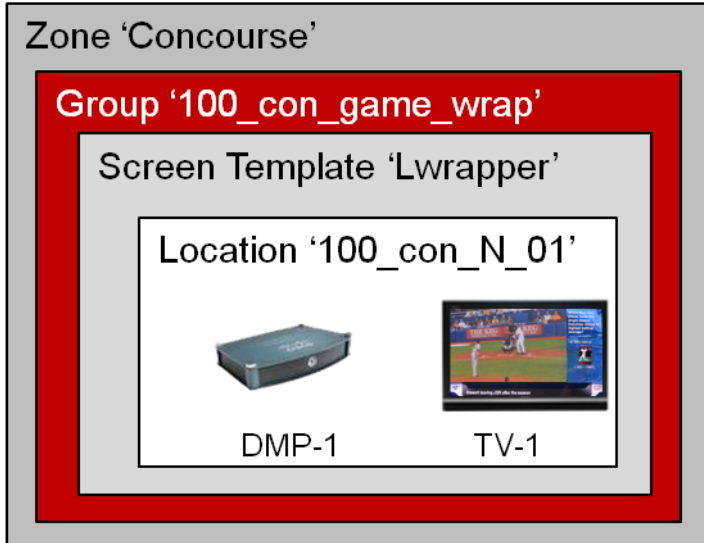 Zone ‘Concourse’
Group ‘100_con_game_wrap’
Screen Template ‘Lwrapper’
Location ‘100_con_N_01’
DMP-1
TV-1